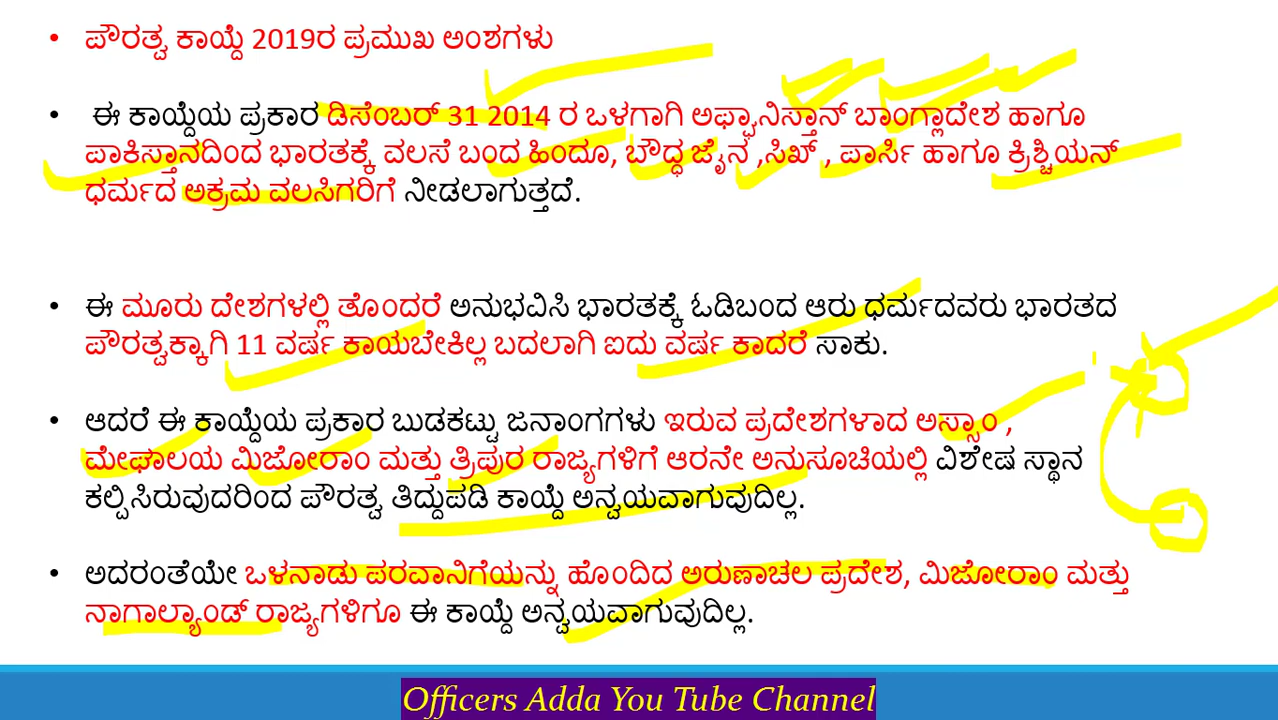 • ಪೌರತ್ವ ಕಾಯ್ದೆ 2019ರ ಪ್ರಮುಖ ಅಂಶಗಳು
• ಈ ಕಾಯ್ದೆಯ ಪ್ರಕಾರ ಡಿಸೆಂಬರ್ 31 2014 ರ ಒಳಗಾಗಿ ಅಫ್ಘಾನಿಸ್ತಾನ್ ಬಾಂಗ್ಲಾದೇಶ ಹಾಗೂ
ಪಾಕಿಸ್ತಾನದಿಂದ ಭಾರತಕ್ಕೆ ವಲಸೆ ಬಂದ ಹಿಂದೂ, ಬೌದ್ಧ ಜೈನ ,ಸಿಖ್ , ಪಾರ್ಸಿ ಹಾಗೂ ಕ್ರಿಶ್ಚಿಯನ್
ಧರ್ಮದ ಅಕ್ರಮ ವಲಸಿಗರಿಗೆ ನೀಡಲಾಗುತ್ತದೆ.
• ಈ ಮೂರು ದೇಶಗಳಲ್ಲಿ ತೊಂದರೆ ಅನುಭವಿಸಿ ಭಾರತಕ್ಕೆ ಓಡಿಬಂದ ಆರು ಧರ್ಮದವರು ಭಾರತದ
ಪೌರತ್ವಕ್ಕಾಗಿ 11 ವರ್ಷ ಕಾಯಬೇಕಿಲ್ಲ ಬದಲಾಗಿ ಐದು ವರ್ಷ ಕಾದರೆ ಸಾಕು.
• ಆದರೆ ಈ ಕಾಯ್ದೆಯ ಪ್ರಕಾರ ಬುಡಕಟ್ಟು ಜನಾಂಗಗಳು ಇರುವ ಪ್ರದೇಶಗಳಾದ ಅಸ್ಸಾಂ ,
ಮೇಘಾಲಯ ಮಿಜೋರಾಂ ಮತ್ತು ತ್ರಿಪುರ ರಾಜ್ಯಗಳಿಗೆ ಆರನೇ ಅನುಸೂಚಿಯಲ್ಲಿ ವಿಶೇಷ ಸ್ಥಾನ
ಕಲ್ಪಿಸಿರುವುದರಿಂದ ಪೌರತ್ವ ತಿದ್ದುಪಡಿ ಕಾಯ್ದೆ ಅನ್ವಯವಾಗುವುದಿಲ್ಲ.
• ಅದರಂತೆಯೇ ಒಳನಾಡು ಪರವಾನಿಗೆಯನ್ನು ಹೊಂದಿದ ಅರುಣಾಚಲ ಪ್ರದೇಶ, ಮಿಜೋರಾಂ ಮತ್ತು
ನಾಗಾಲ್ಯಾಂಡ್ ರಾಜ್ಯಗಳಿಗೂ ಈ ಕಾಯ್ದೆ ಅನ್ವಯವಾಗುವುದಿಲ್ಲ.
Officers Adda You Tube Channel